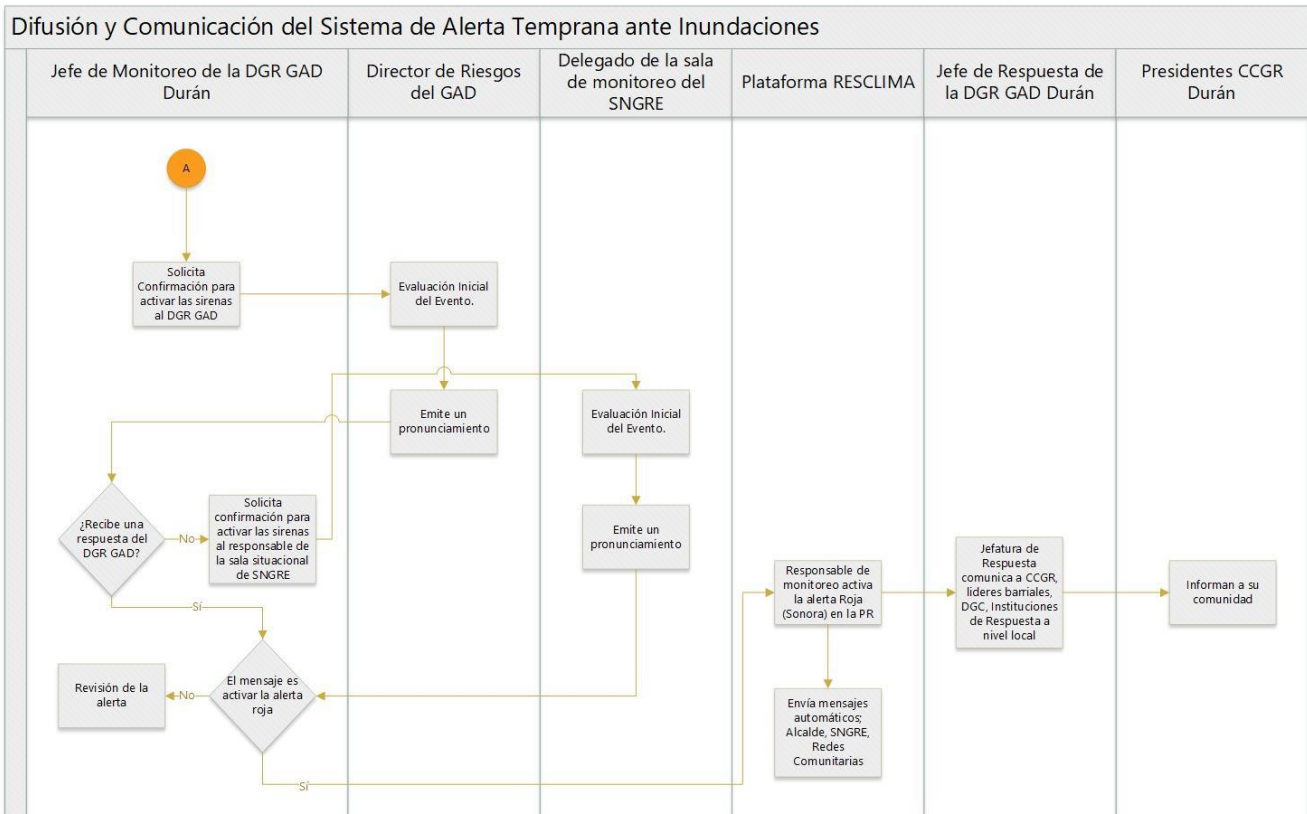 Difusión y Comunicación del Sistema de Alerta Temprana ante Inundaciones
Jefe de Monitoreo de la DGR GAD
Durán
Director de Riesgos
del GAD
Delegado de la sala
de monitoreo del
SNGRE
Plataforma RESCLIMA
Jefe de Respuesta de
la DGR GAD Durán
Presidentes CCGR
Durán
A
Solicita
Confirmación para
activar las sirenas
al DGR GAD
Evaluación Inicial
del Evento.
Emite un
pronunciamiento
Evaluación Inicial
del Evento.
¿Recibe una
respuesta del
DGR GAD?
No
Solicita
confirmación para
activar las sirenas
al responsable de
la sala situacional
de SNGRE
Emite un
pronunciamiento
Sí
Responsable de
monitoreo activa
la alerta Roja
(Sonora) en la PR
Jefatura de
Respuesta
comunica a CCGR,
lideres barriales,
DGC, Instituciones
de Respuesta a
nivel local
Informan a su
comunidad
Revisión de la
alerta
No
El mensaje es
activar la alerta
roja
Envía mensajes
automáticos;
Alcalde, SNGRE,
Redes
Comunitarias
Sí